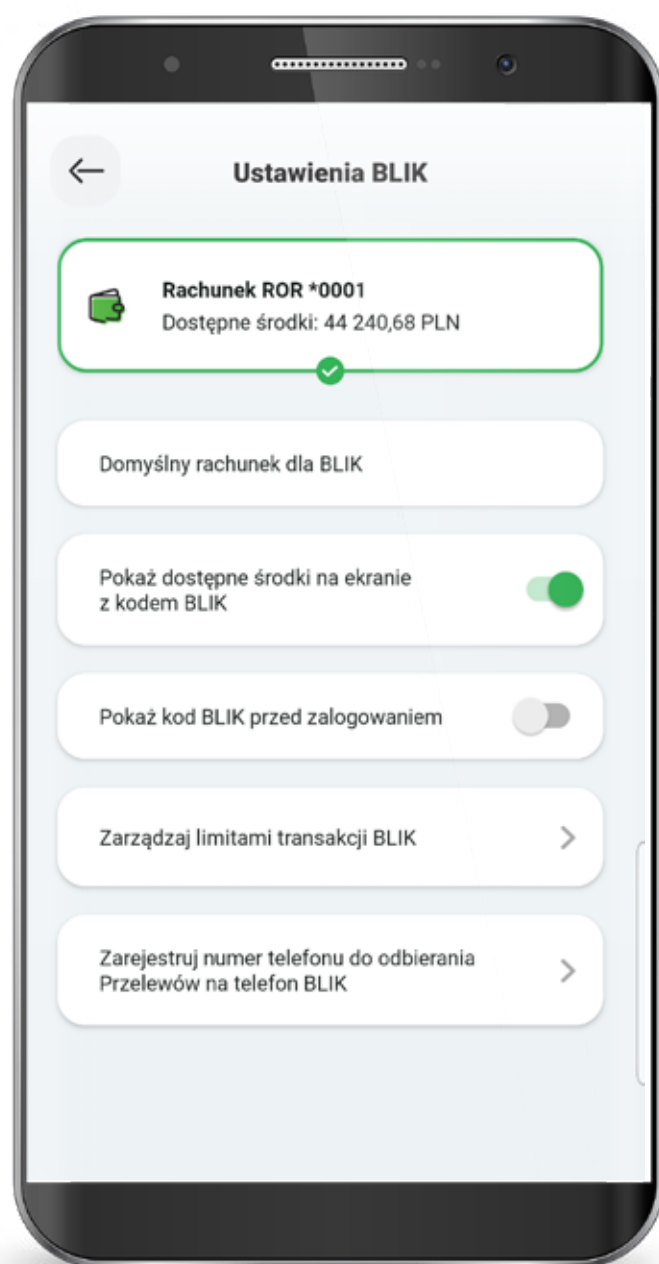 Ustawienia BLIK
Rachunek ROR *0001
Dostępne środki: 44 240,68 PLN
Domyślny rachunek dla BLIK
Pokaż dostępne środki na ekranie
z kodem BLIK
Pokaż kod BLIK przed zalogowaniem
Zarządzaj limitami transakcji BLIK
Zarejestruj numer telefonu do odbierania
Przelewów na telefon BLIK